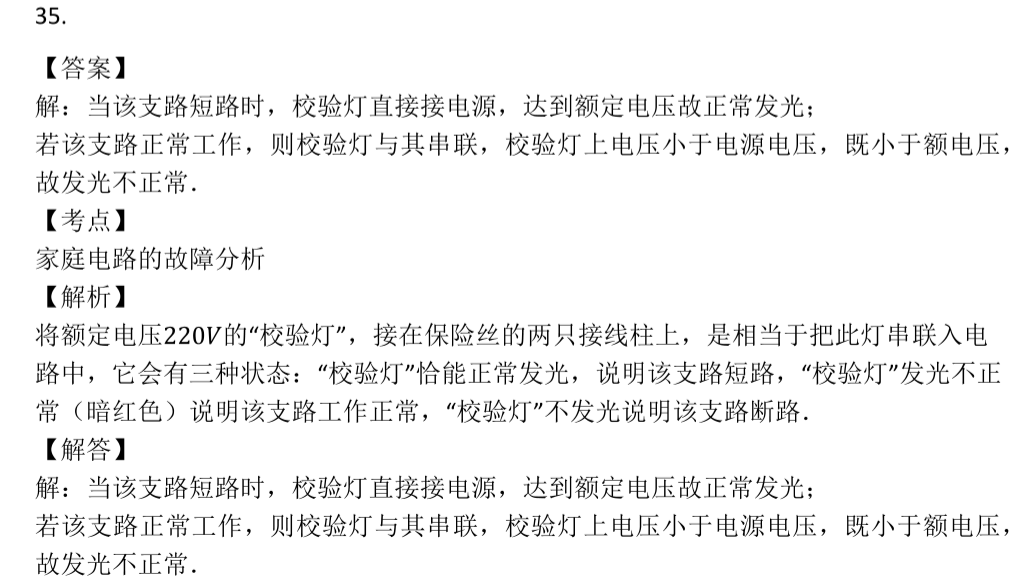 35.
【答案】
解：当该支路短路时，校验灯直接接电源，达到额定电压故正常发光；
若该支路正常工作，则校验灯与其串联，校验灯上电压小于电源电压，既小于额电压，
故发光不正常．
【考点】
家庭电路的故障分析
【解析】
将额定电压220V的“校验灯”，接在保险丝的两只接线柱上，是相当于把此灯串联入电
路中，它会有三种状态：“校验灯”恰能正常发光，说明该支路短路，“校验灯”发光不正
常（暗红色）说明该支路工作正常，“校验灯”不发光说明该支路断路．
【解答】
解：当该支路短路时，校验灯直接接电源，达到额定电压故正常发光；
若该支路正常工作，则校验灯与其串联，校验灯上电压小于电源电压，既小于额电压，
故发光不正常．